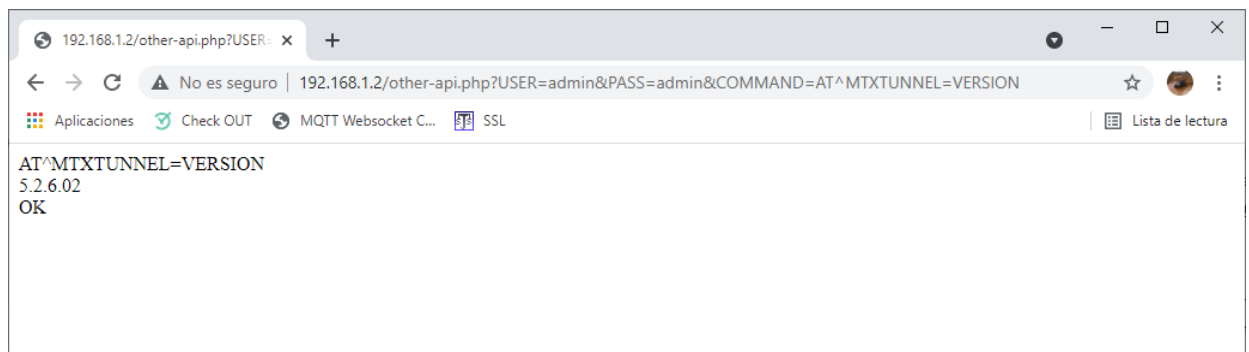 192.168.1.2/other-api.php?USER=
No es seguro | 192.168.1.2/other-api.php?USER=admin&PASS=admin&COMMAND=AT^MTXTUNNEL=VERSION
Aplicaciones Check OUT MQTT Websocket C... SSL Lista de lectura
AT^MTXTUNNEL=VERSION
5.2.6.02
OK